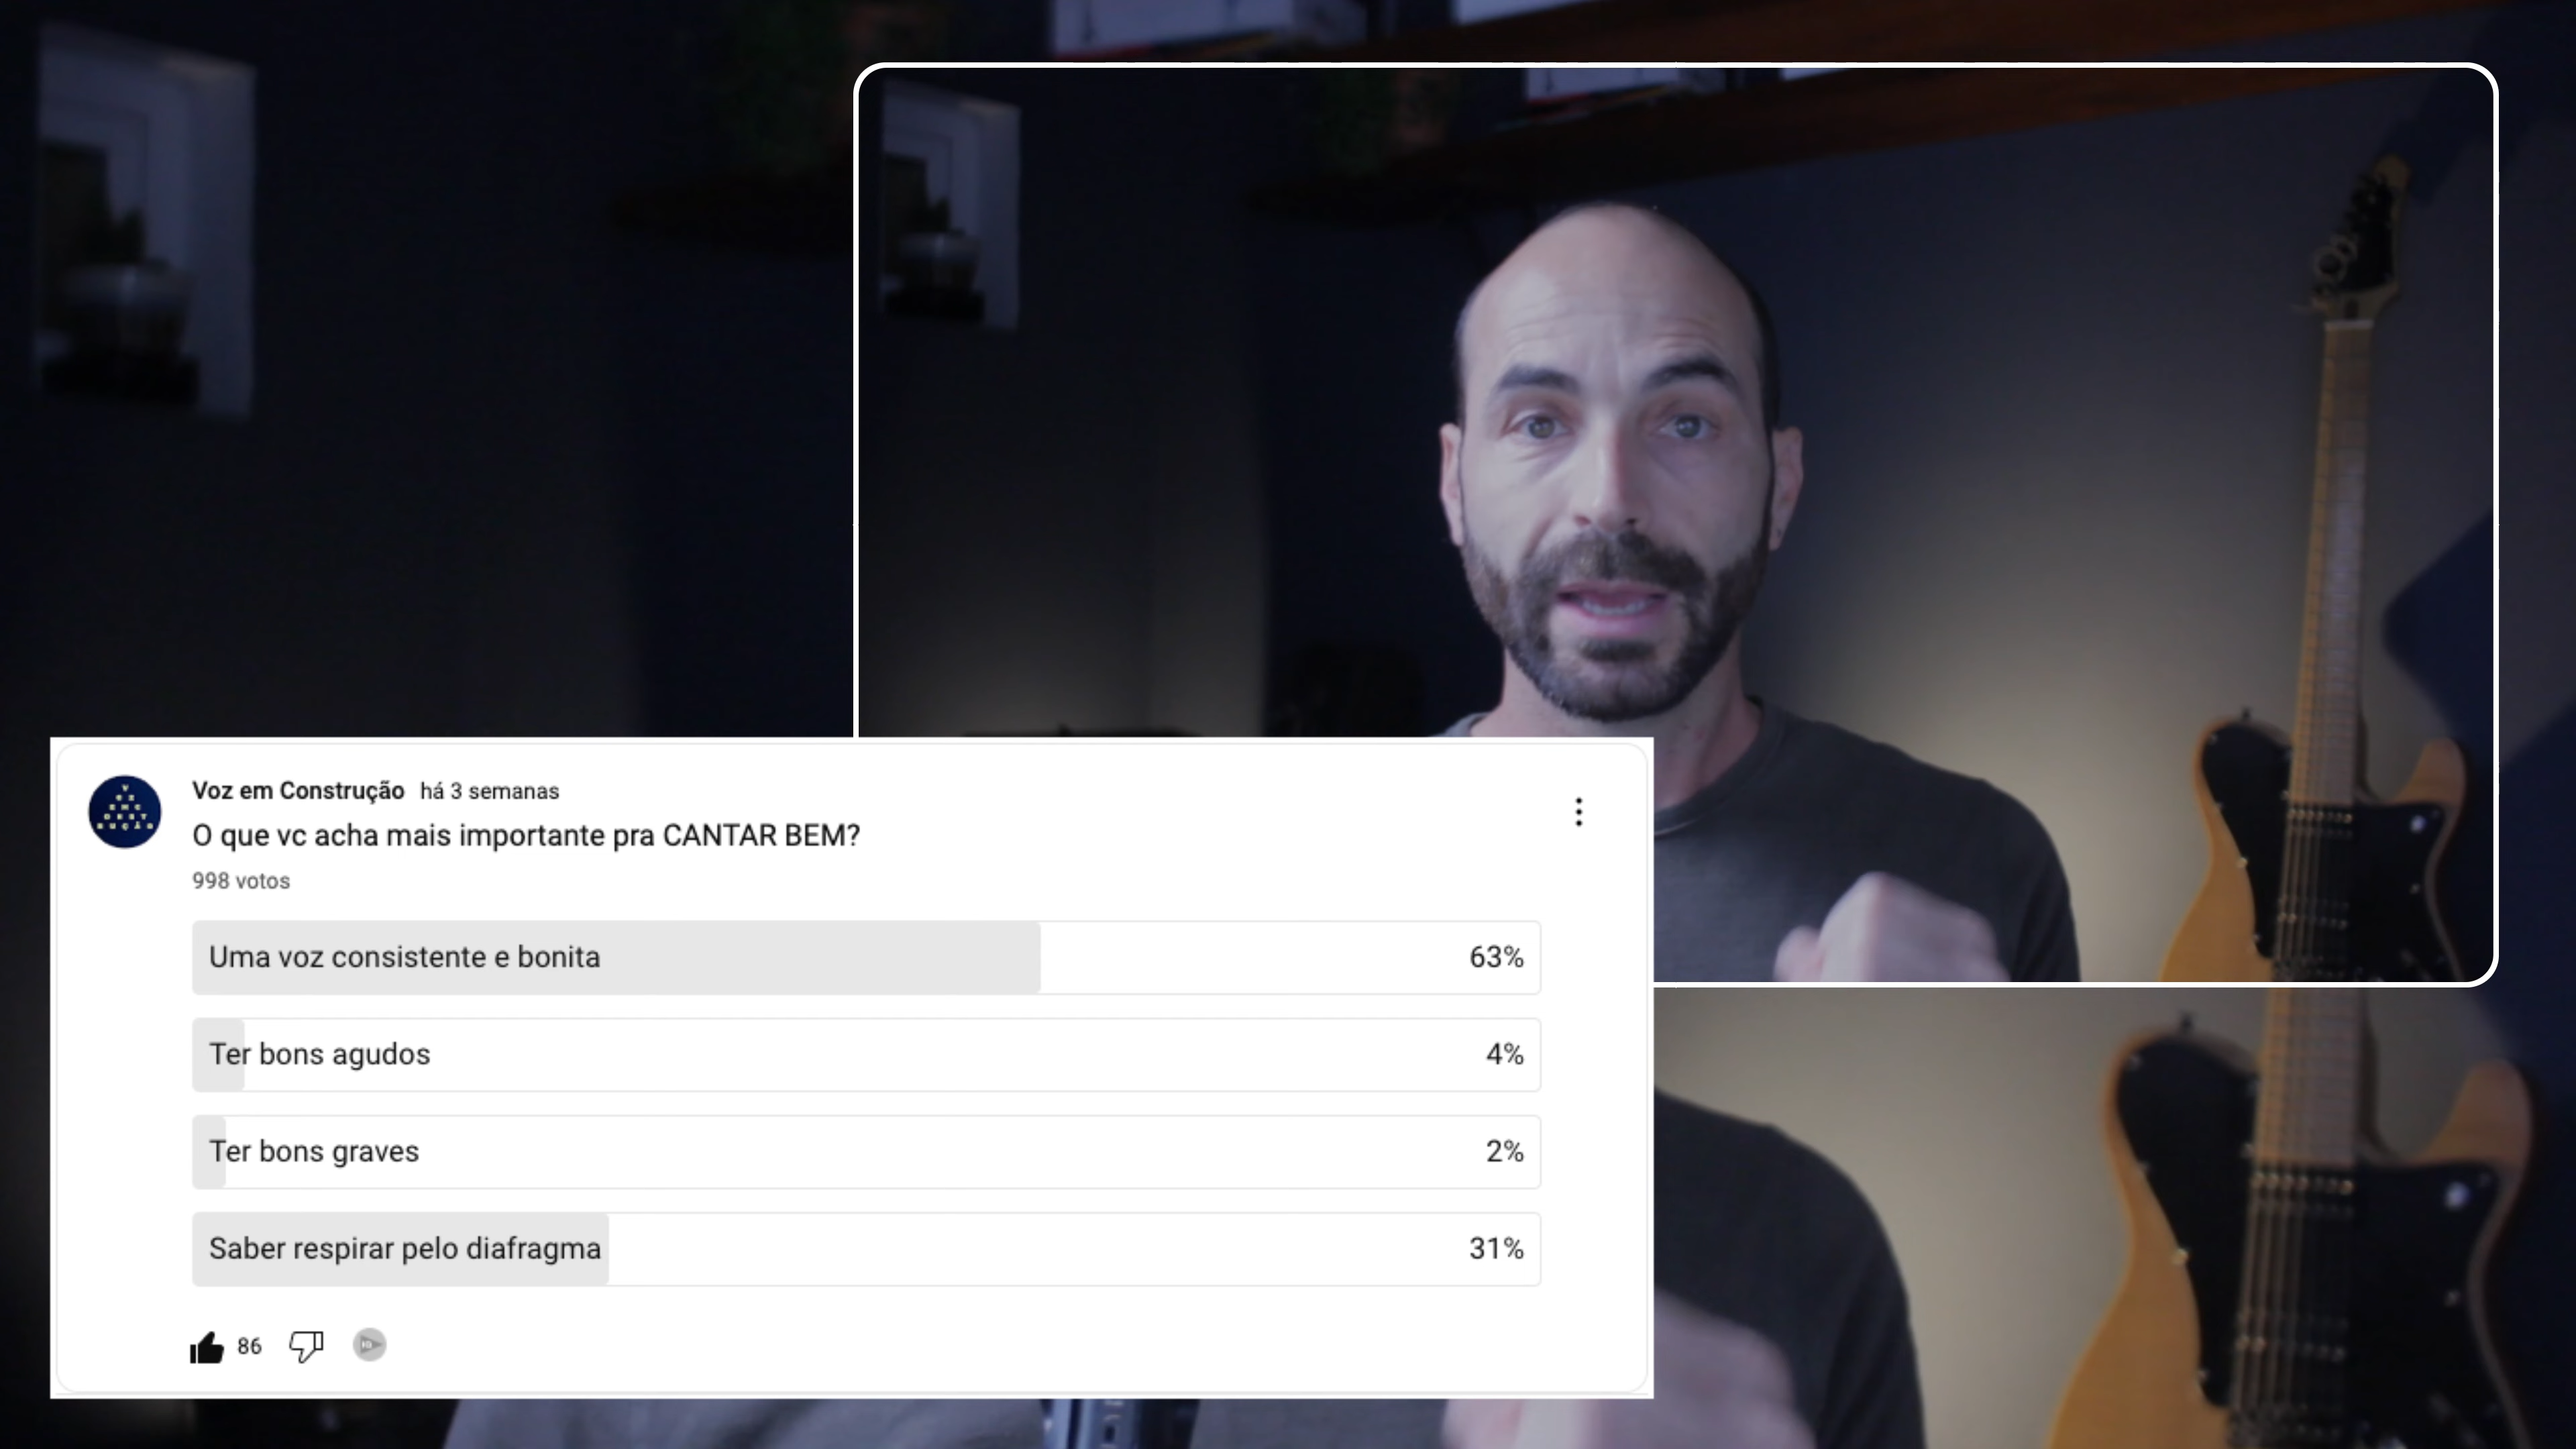 Voz em Construção há 3 semanas
O que vc acha mais importante pra CANTAR BEM?
998 votos
Uma voz consistente e bonita 63%
Ter bons agudos 4%
Ter bons graves 2%
Saber respirar pelo diafragma 31%
86